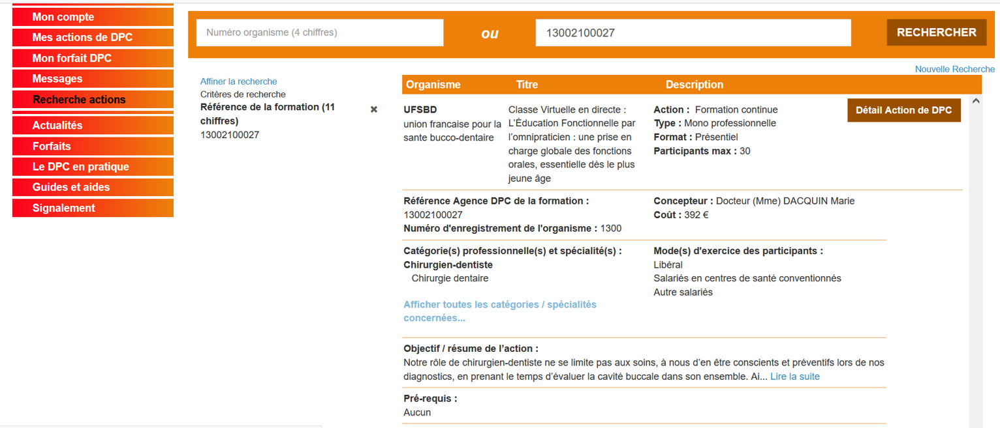 Mon compte
Mes actions de DPC
Mon forfait DPC
Messages
Recherche actions
Actualités
Forfaits
Le DPC en pratique
Guides et aides
Signalement
Numéro organisme (4 chiffres)
ou
13002100027
RECHERCHER
Nouvelle Recherche
Affiner la recherche
Critères de recherche
Référence de la formation (11
chiffres)
13002100027
Organisme Titre Description
UFSBD
union francaise pour la
sante bucco-dentaire
Classe Virtuelle en directe :
L'Éducation Fonctionnelle par
l'omnipraticien : une prise en
charge globale des fonctions
orales, essentielle dès le plus
jeune âge
Action : Formation continue
Type : Mono professionnelle
Format : Présentiel
Participants max : 30
Détail Action de DPC
Référence Agence DPC de la formation :
13002100027
Numéro d'enregistrement de l'organisme : 1300
Concepteur : Docteur (Mme) DACQUIN Marie
Coût : 392 €
Catégorie(s) professionnelle(s) et spécialité(s) :
Chirurgien-dentiste
Chirurgie dentaire
Afficher toutes les catégories / spécialités
concernées...
Mode(s) d'exercice des participants :
Libéral
Salariés en centres de santé conventionnés
Autre salariés
Objectif / résume de l'action :
Notre rôle de chirurgien-dentiste ne se limite pas aux soins, à nous d'en être conscients et préventifs lors de nos
diagnostics, en prenant le temps d'évaluer la cavité buccale dans son ensemble. Ai... Lire la suite
Pré-requis :
Aucun